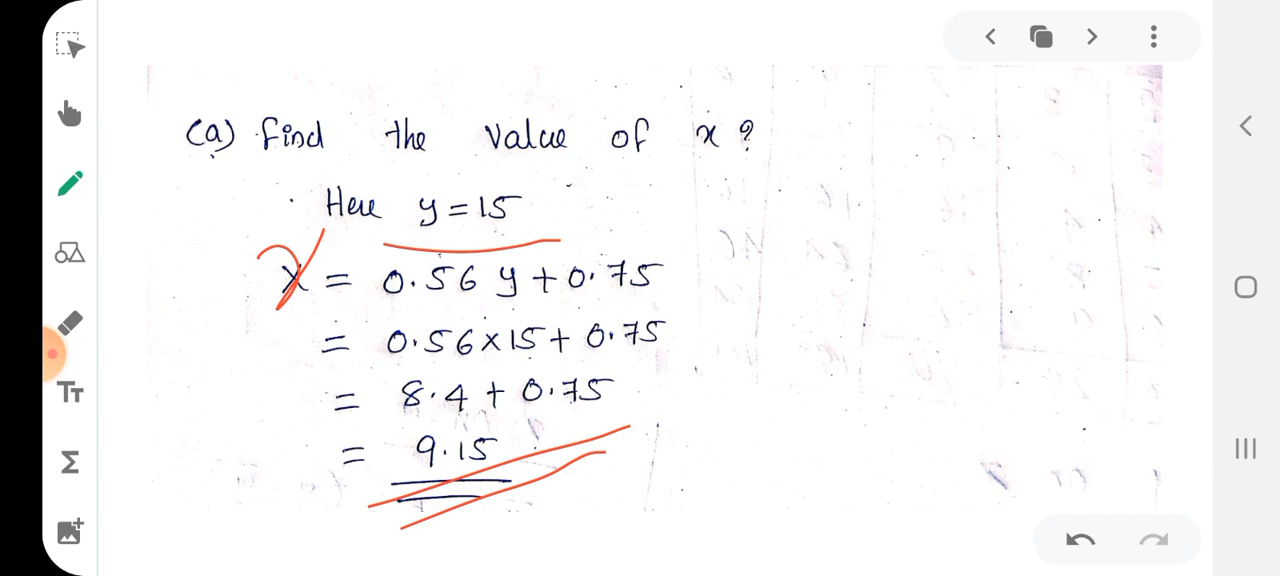 (a) Find the value of x ?
Here y = 15
x = 0.56 y + 0.75
= 0.56 × 15 + 0.75
= 8.4 + 0.75
= 9.15